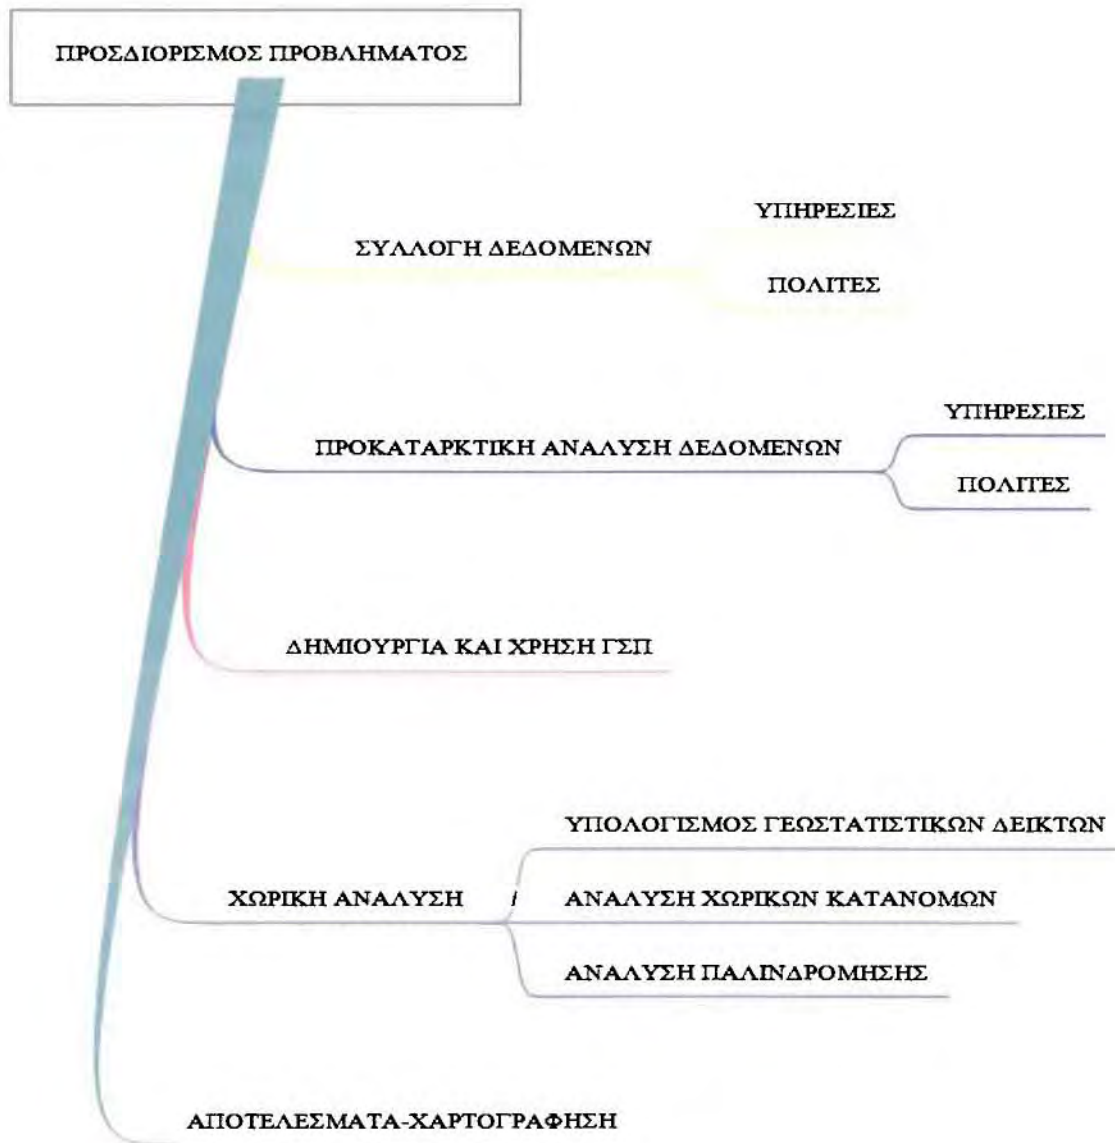 ΠΡΟΣΔΙΟΡΙΣΜΟΣ ΠΡΟΒΛΗΜΑΤΟΣ
ΣΥΛΛΟΓΗ ΔΕΔΟΜΕΝΩΝ
ΥΠΗΡΕΣΙΕΣ
ΠΟΛΙΤΕΣ
ΠΡΟΚΑΤΑΡΚΤΙΚΗ ΑΝΑΛΥΣΗ ΔΕΔΟΜΕΝΩΝ
ΥΠΗΡΕΣΙΕΣ
ΠΟΛΙΤΕΣ
ΔΗΜΙΟΥΡΓΙΑ ΚΑΙ ΧΡΗΣΗ ΓΣΠ
ΧΩΡΙΚΗ ΑΝΑΛΥΣΗ
ΥΠΟΛΟΓΙΣΜΟΣ ΓΕΩΣΤΑΤΙΣΤΙΚΩΝ ΔΕΙΚΤΩΝ
ΑΝΑΛΥΣΗ ΧΩΡΙΚΩΝ ΚΑΤΑΝΟΜΩΝ
ΑΝΑΛΥΣΗ ΠΑΛΙΝΔΡΟΜΗΣΗΣ
ΑΠΟΤΕΛΕΣΜΑΤΑ-ΧΑΡΤΟΓΡΑΦΗΣΗ